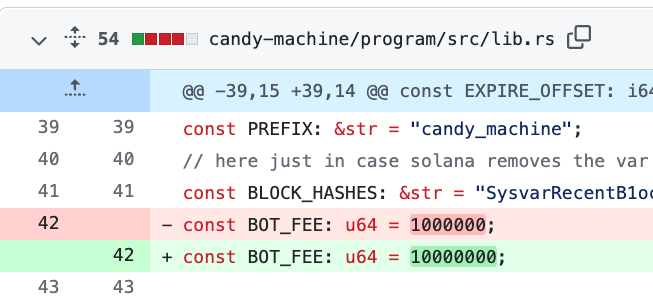 54 candy-machine/program/src/lib.rs
@@ -39,15 +39,14 @@ const EXPIRE_OFFSET: i64
39 39 const PREFIX: &str = "candy_machine";
40 40 // here just in case solana removes the var
41 41 const BLOCK_HASHES: &str = "SysvarRecentB1oc
42 - const BOT_FEE: u64 = 1000000;
42 + const BOT_FEE: u64 = 10000000;
43 43